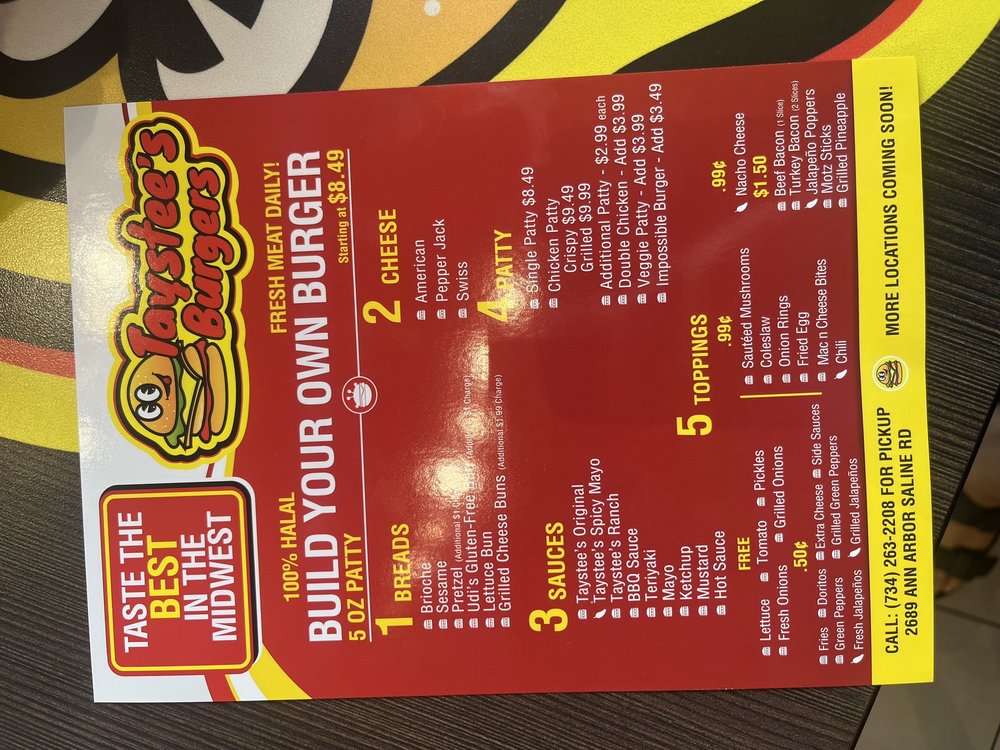 TASTE THE
BEST
IN THE
MIDWEST
Taystee's
Burgers
100% HALAL
FRESH MEAT DAILY!
BUILD YOUR OWN BURGER
5 OZ PATTY
Starting at $8.49
1 BREADS
Brioche
Sesame
Pretzel (Additional
Udi's Gluten-Free Charge)
Lettuce Bun
Grilled Cheese Buns (Additional $1.99 Charge)
2 CHEESE
American
Pepper Jack
Swiss
3 SAUCES
Taystee's Original
Taystee's Spicy Mayo
Taystee's Ranch
BBQ Sauce
Teriyaki
Mayo
Ketchup
Mustard
Hot Sauce
4 PATTY
Single Patty $8.49
Chicken Patty
Crispy $9.49
Grilled $9.99
Additional Patty - $2.99 each
Double Chicken - Add $3.99
Veggie Patty - Add $3.99
Impossible Burger - Add $3.49
5 TOPPINGS
FREE
Lettuce Tomato Pickles
Fresh Onions Grilled Onions
.50¢
Fries Doritos Extra Cheese Side Sauces
Green Peppers Grilled Green Peppers
Fresh Jalapeños Grilled Jalapeños
.99¢
Sautéed Mushrooms
Coleslaw
Onion Rings
Fried Egg
Mac n Cheese Bites
Chili
.99¢
Nacho Cheese
$1.50
Beef Bacon (1 Slice)
Turkey Bacon (2 Slices)
Jalapeño Poppers
Motz Sticks
Grilled Pineapple
CALL: (734) 263-2208 FOR PICKUP
2689 ANN ARBOR SALINE RD
MORE LOCATIONS COMING SOON!